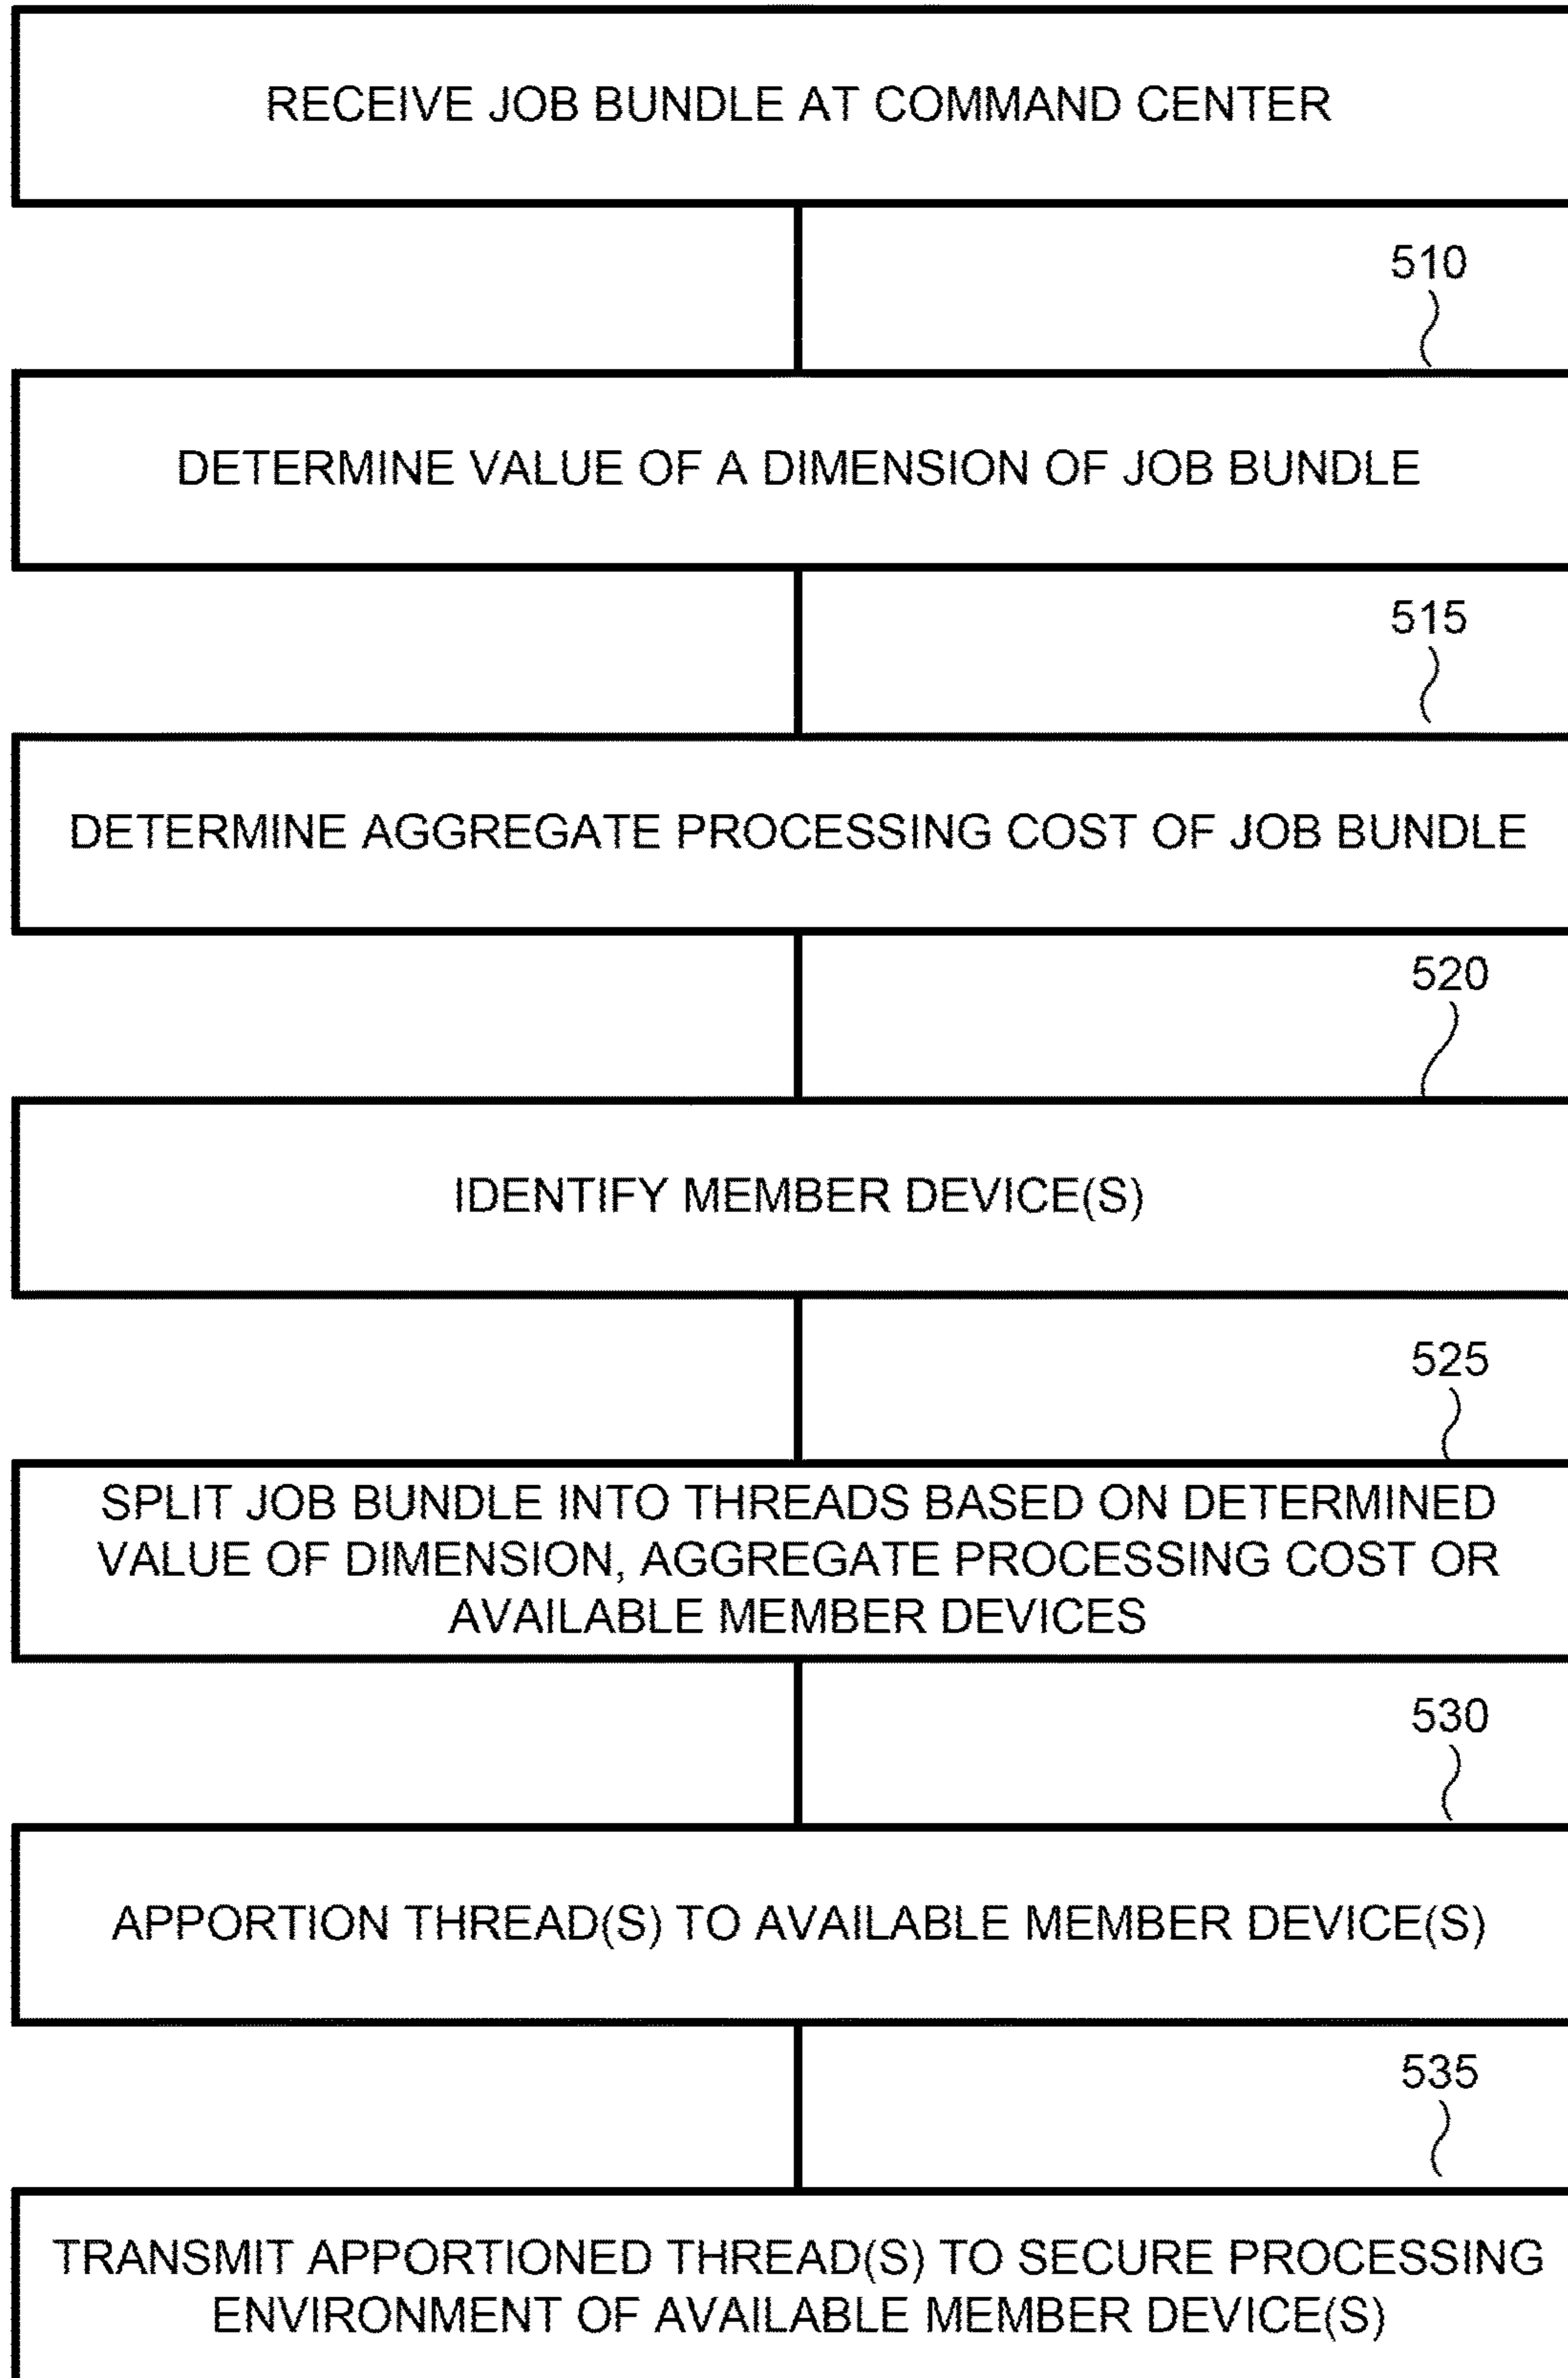 RECEIVE JOB BUNDLE AT COMMAND CENTER
510
DETERMINE VALUE OF A DIMENSION OF JOB BUNDLE
515
DETERMINE AGGREGATE PROCESSING COST OF JOB BUNDLE
520
IDENTIFY MEMBER DEVICE(S)
525
SPLIT JOB BUNDLE INTO THREADS BASED ON DETERMINED
VALUE OF DIMENSION, AGGREGATE PROCESSING COST OR
AVAILABLE MEMBER DEVICES
530
APPORTION THREAD(S) TO AVAILABLE MEMBER DEVICE(S)
535
TRANSMIT APPORTIONED THREAD(S) TO SECURE PROCESSING
ENVIRONMENT OF AVAILABLE MEMBER DEVICE(S)